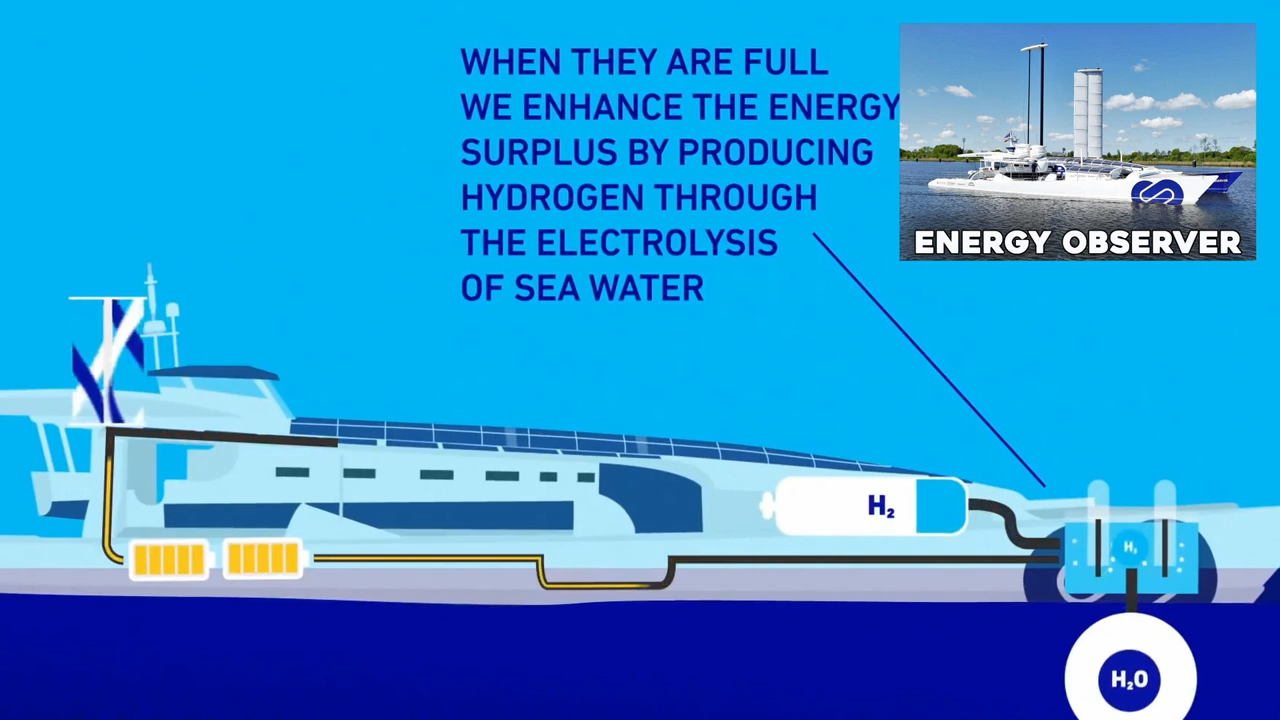 WHEN THEY ARE FULL
WE ENHANCE THE ENERGY
SURPLUS BY PRODUCING
HYDROGEN THROUGH
THE ELECTROLYSIS
OF SEA WATER
ENERGY OBSERVER
H₂
H₂
H₂O